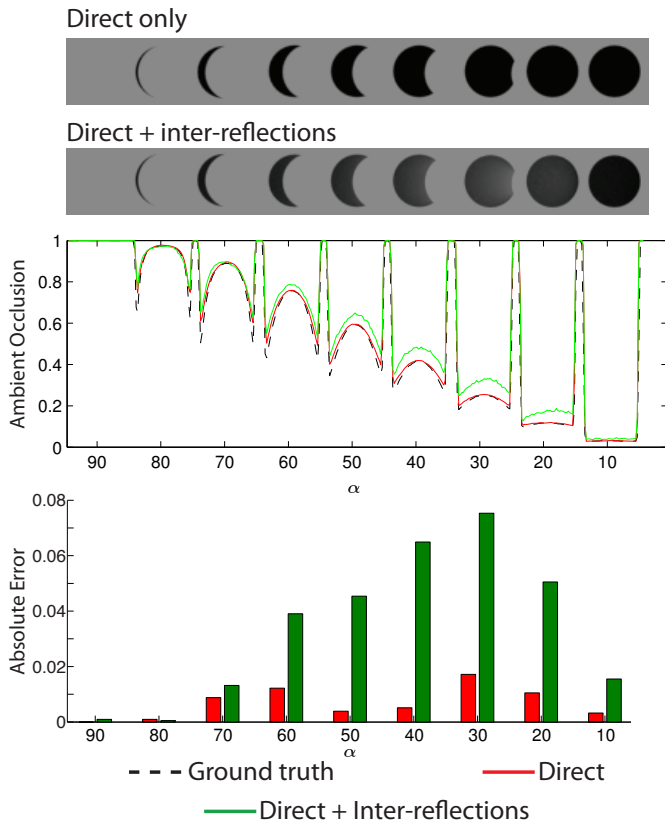 Direct only
Direct + inter-reflections
1
0.8
0.6
0.4
0.2
0
Ambient Occlusion
90 80 70 60 50 40 30 20 10
α
0.08
0.06
0.04
0.02
0
Absolute Error
90 80 70 60 50 40 30 20 10
α
Ground truth Direct
Direct + Inter-reflections